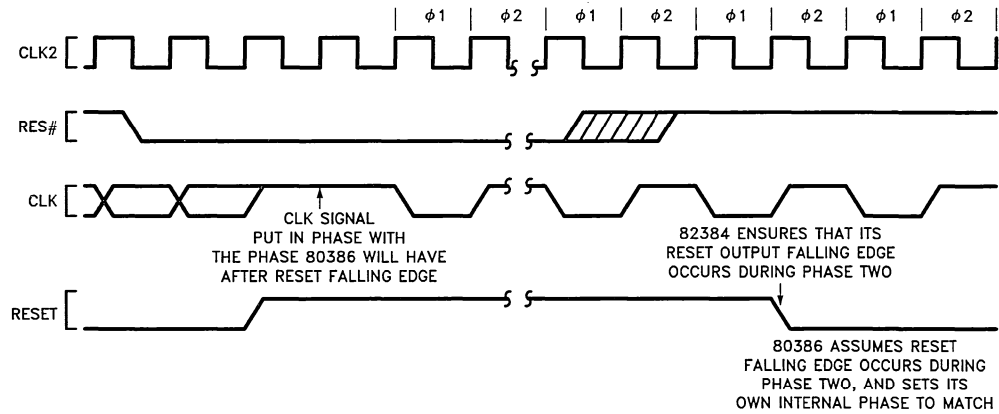 ϕ1 ϕ2 ϕ1 ϕ2 ϕ1 ϕ2 ϕ1 ϕ2
CLK2
RES#
CLK
CLK SIGNAL
PUT IN PHASE WITH
THE PHASE 80386 WILL HAVE
AFTER RESET FALLING EDGE
82384 ENSURES THAT ITS
RESET OUTPUT FALLING EDGE
OCCURS DURING PHASE TWO
RESET
80386 ASSUMES RESET
FALLING EDGE OCCURS DURING
PHASE TWO, AND SETS ITS
OWN INTERNAL PHASE TO MATCH